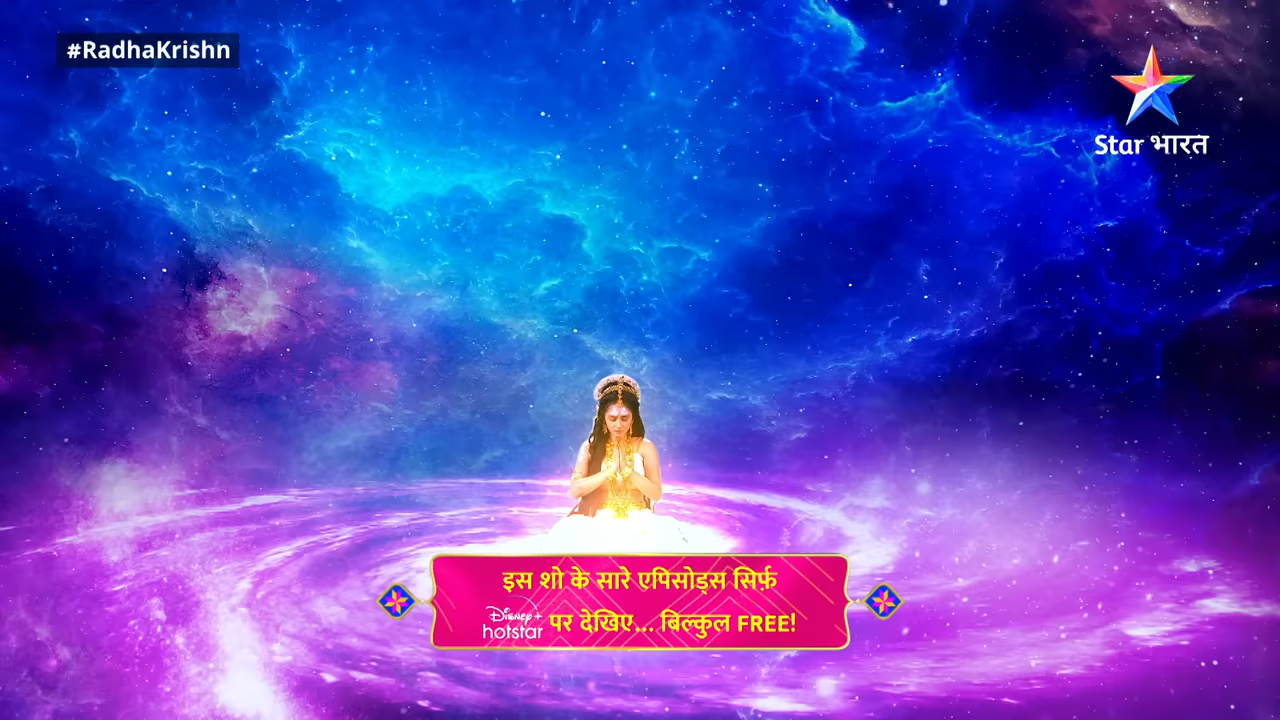 #RadhaKrishn
Star भारत
इस शो के सारे एपिसोड्स सिर्फ़
Disney+ hotstar पर देखिए... बिल्कुल FREE!